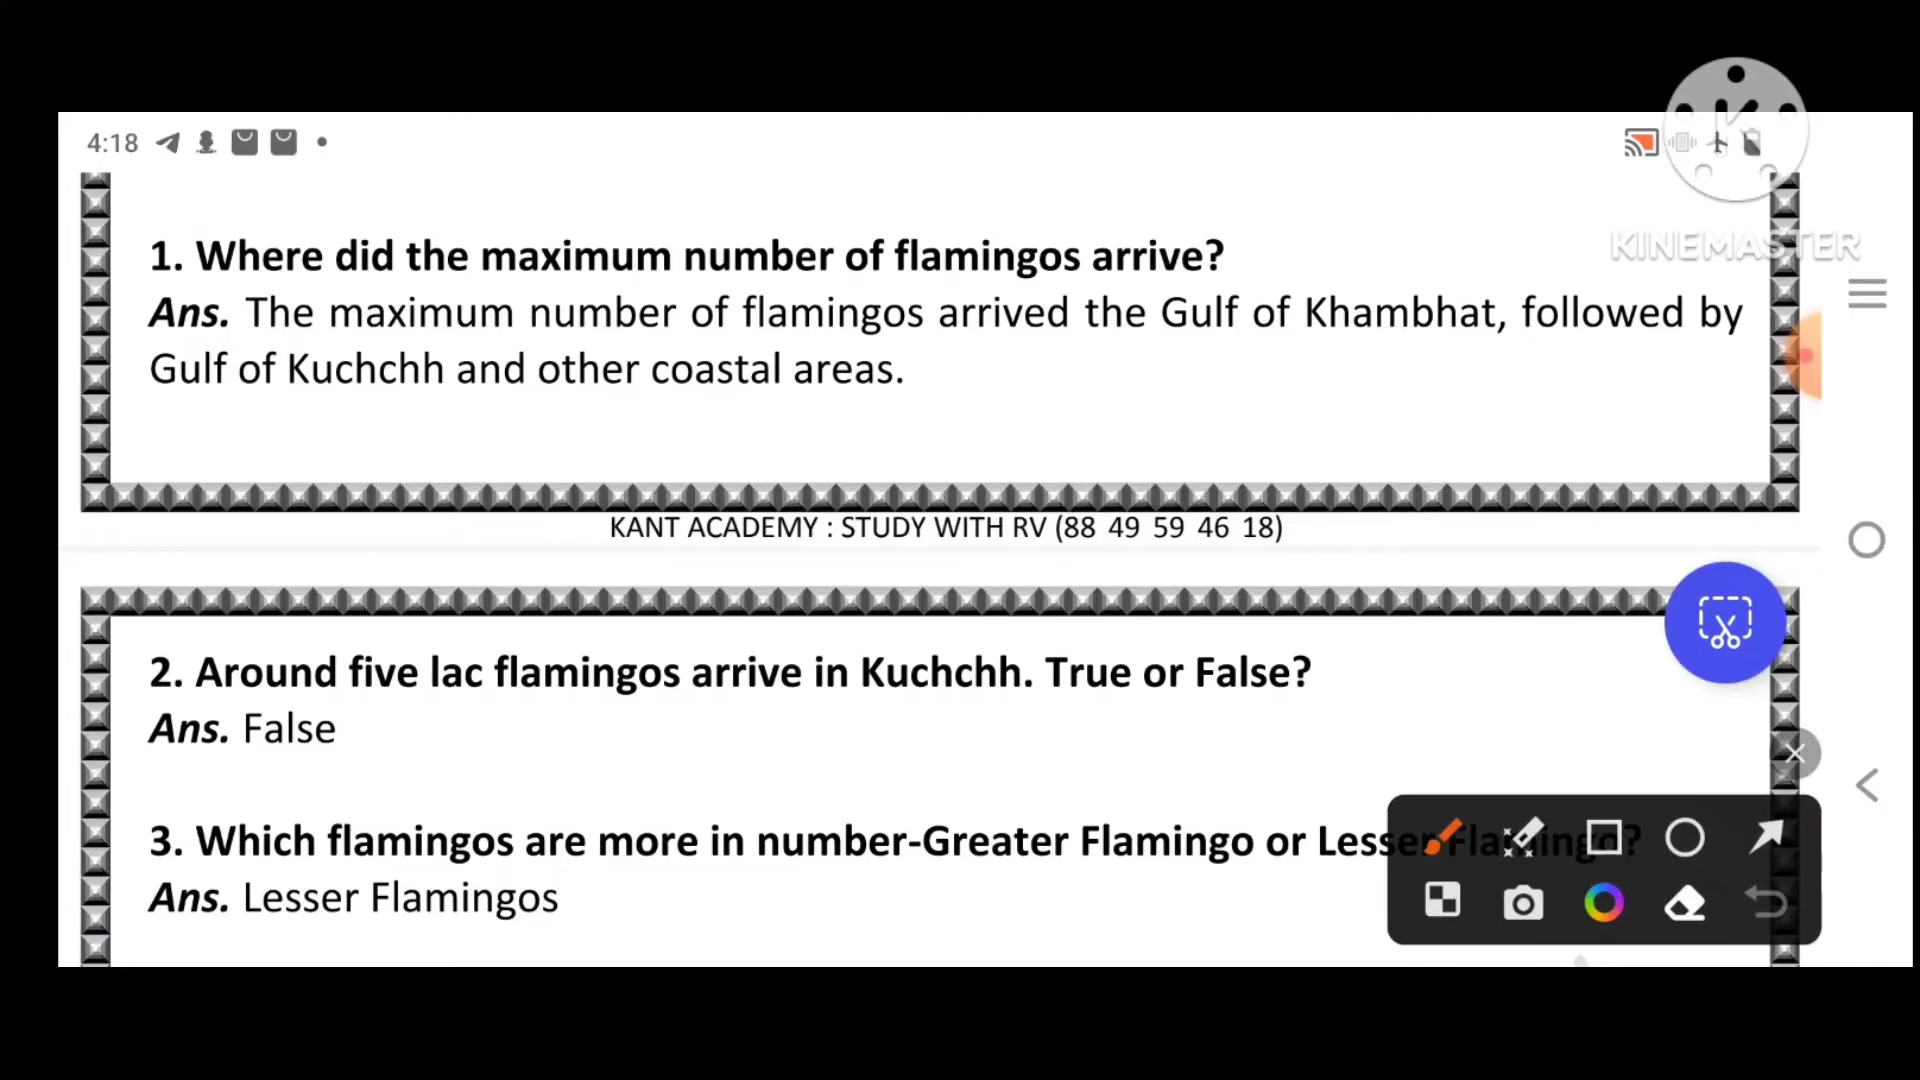 KINEMASTER
4:18
1. Where did the maximum number of flamingos arrive?
Ans. The maximum number of flamingos arrived the Gulf of Khambhat, followed by
Gulf of Kuchchh and other coastal areas.
KANT ACADEMY : STUDY WITH RV (88 49 59 46 18)
2. Around five lac flamingos arrive in Kuchchh. True or False?
Ans. False
3. Which flamingos are more in number-Greater Flamingo or Lesser Flamingo?
Ans. Lesser Flamingos